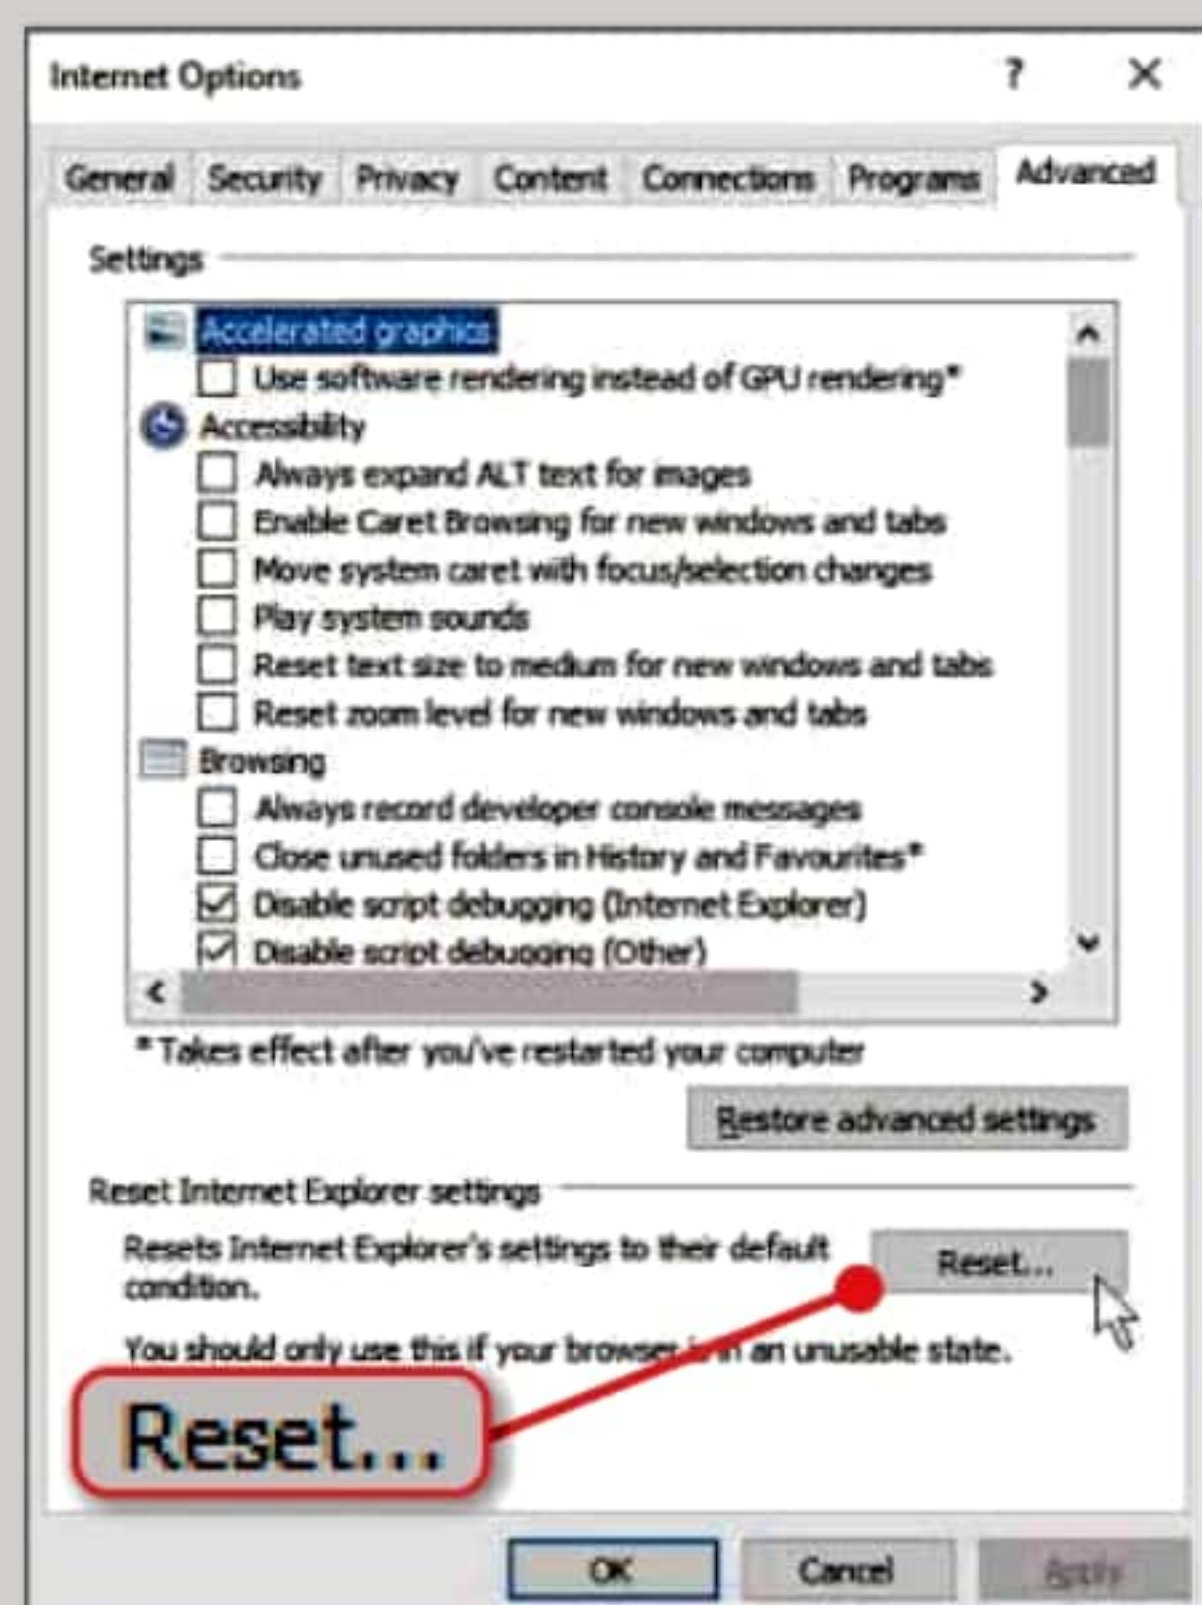 Internet Options
?
General Security Privacy Content Connections Programs Advanced
Settings
Accelerated graphics
Use software rendering instead of GPU rendering*
Accessibility
Always expand ALT text for images
Enable Caret Browsing for new windows and tabs
Move system caret with focus/selection changes
Play system sounds
Reset text size to medium for new windows and tabs
Reset zoom level for new windows and tabs
Browsing
Always record developer console messages
Close unused folders in History and Favourites*
Disable script debugging (Internet Explorer)
Disable script debugging (Other)
*Takes effect after you've restarted your computer
Restore advanced settings
Reset Internet Explorer settings
Resets Internet Explorer's settings to their default
condition.
Reset...
You should only use this if your browser is in an unusable state.
Reset...
OK Cancel Apply